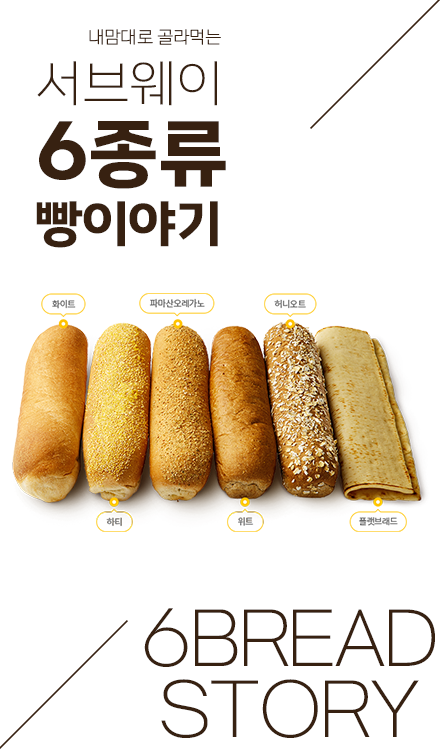 내맘대로 골라먹는
서브웨이
6종류
빵이야기
화이트
파마산오레가노
허니오트
하티
위트
플랫브래드
6BREAD
STORY